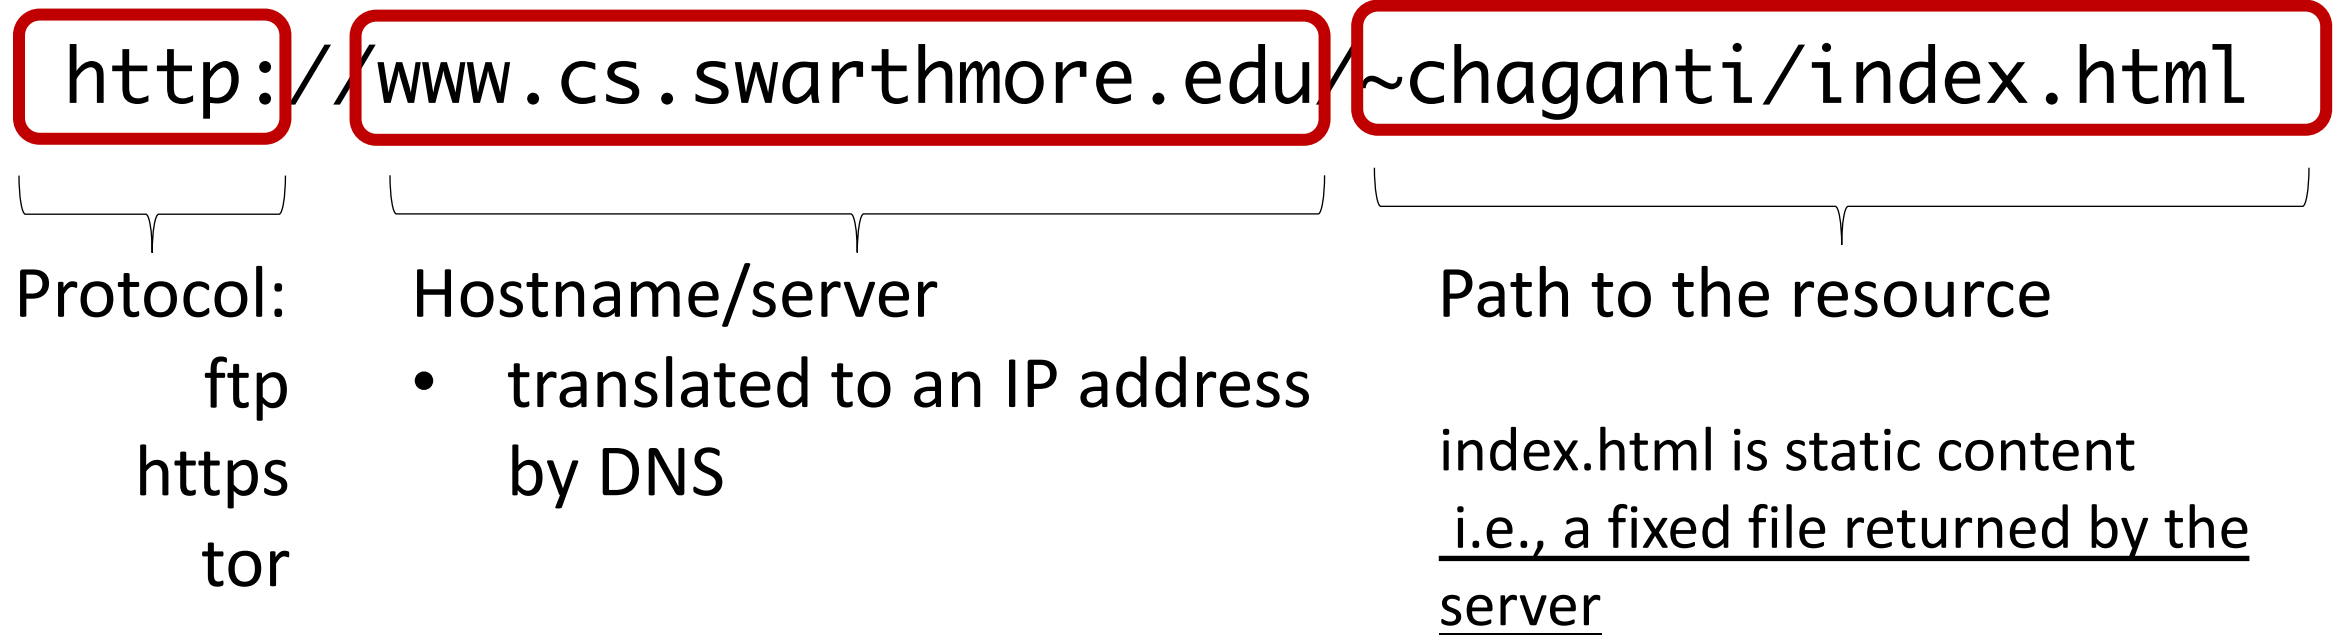 http://www.cs.swarthmore.edu/~chaganti/index.html
Protocol:
ftp
https
tor
Hostname/server
• translated to an IP address
by DNS
Path to the resource
index.html is static content
i.e., a fixed file returned by the
server